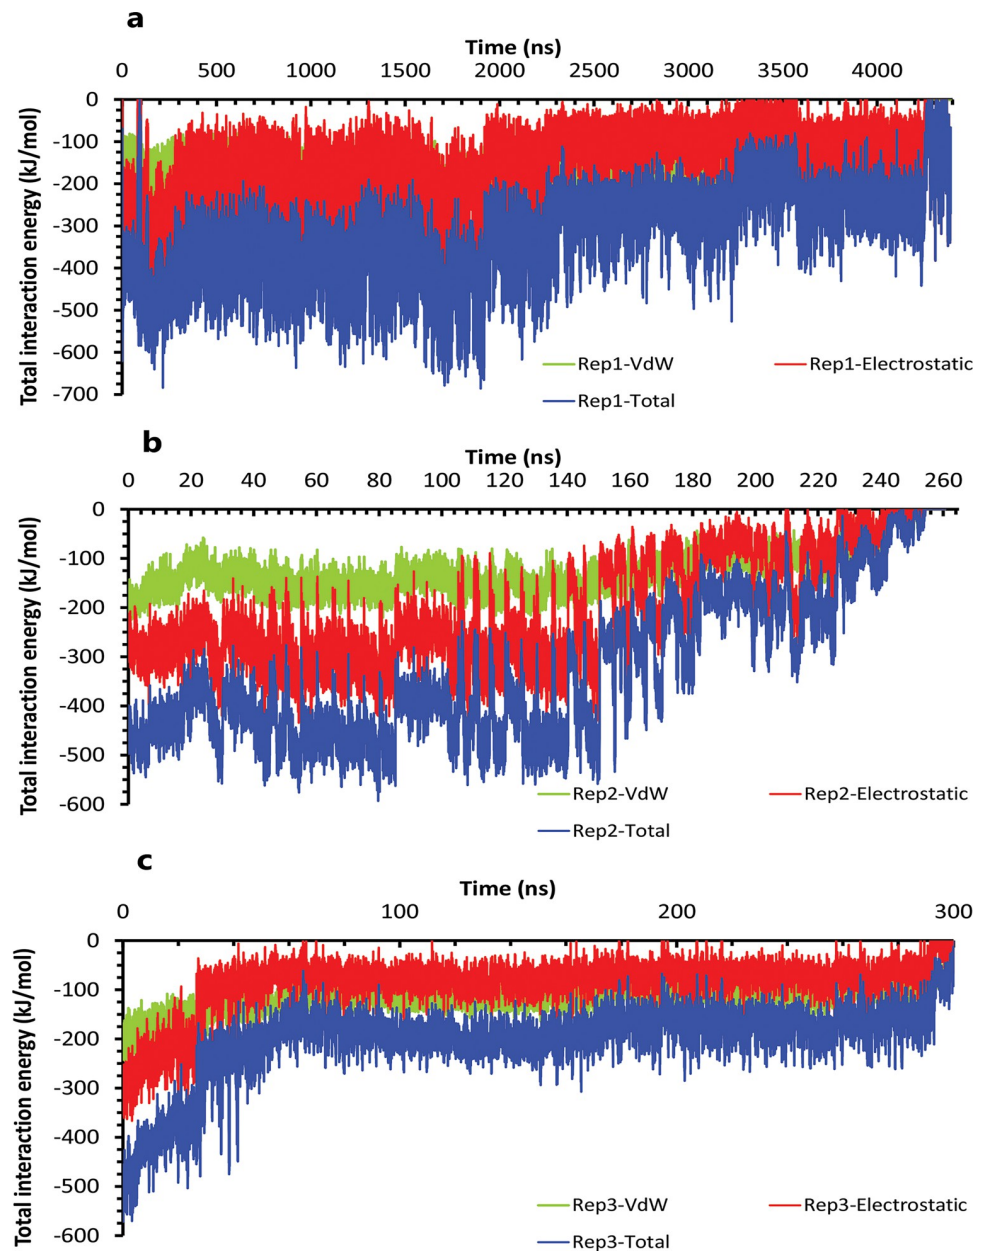 a
Time (ns)
0 500 1000 1500 2000 2500 3000 3500 4000
Total interaction energy (kJ/mol)
0
-100
-200
-300
-400
-500
-600
-700
Rep1-VdW Rep1-Electrostatic
Rep1-Total
b
Time (ns)
0 20 40 60 80 100 120 140 160 180 200 220 240 260
Total interaction energy (kJ/mol)
0
-100
-200
-300
-400
-500
-600
Rep2-VdW Rep2-Electrostatic
Rep2-Total
c
Time (ns)
0 100 200 300
Total interaction energy (kJ/mol)
0
-100
-200
-300
-400
-500
-600
Rep3-VdW Rep3-Electrostatic
Rep3-Total